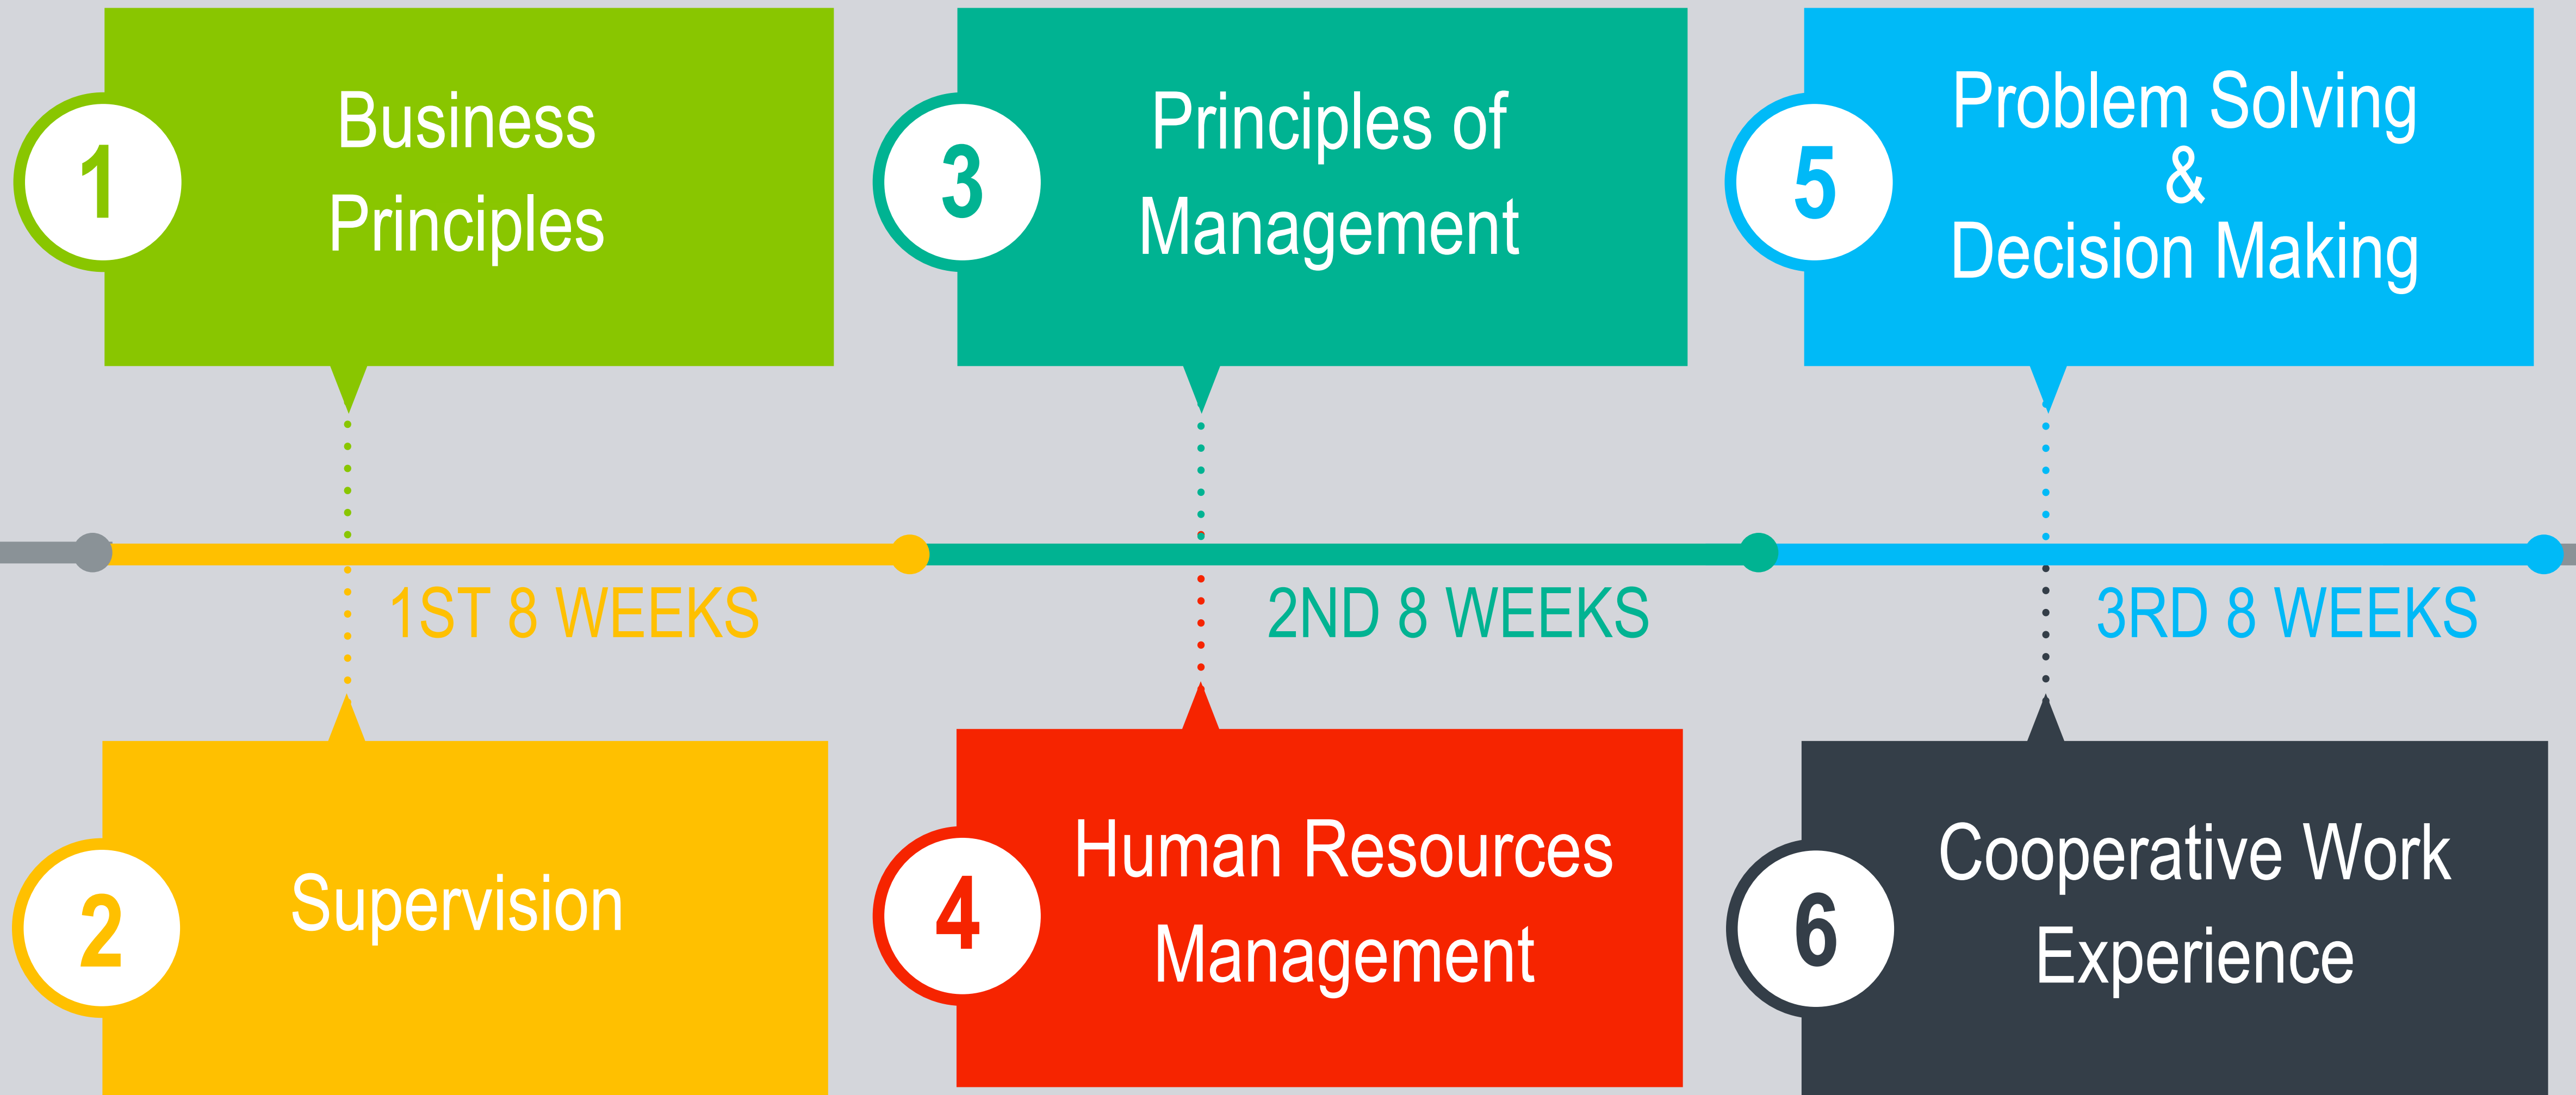 1
Business
Principles
3
Principles of
Management
5
Problem Solving
&
Decision Making
1ST 8 WEEKS
2ND 8 WEEKS
3RD 8 WEEKS
2
Supervision
4
Human Resources
Management
6
Cooperative Work
Experience